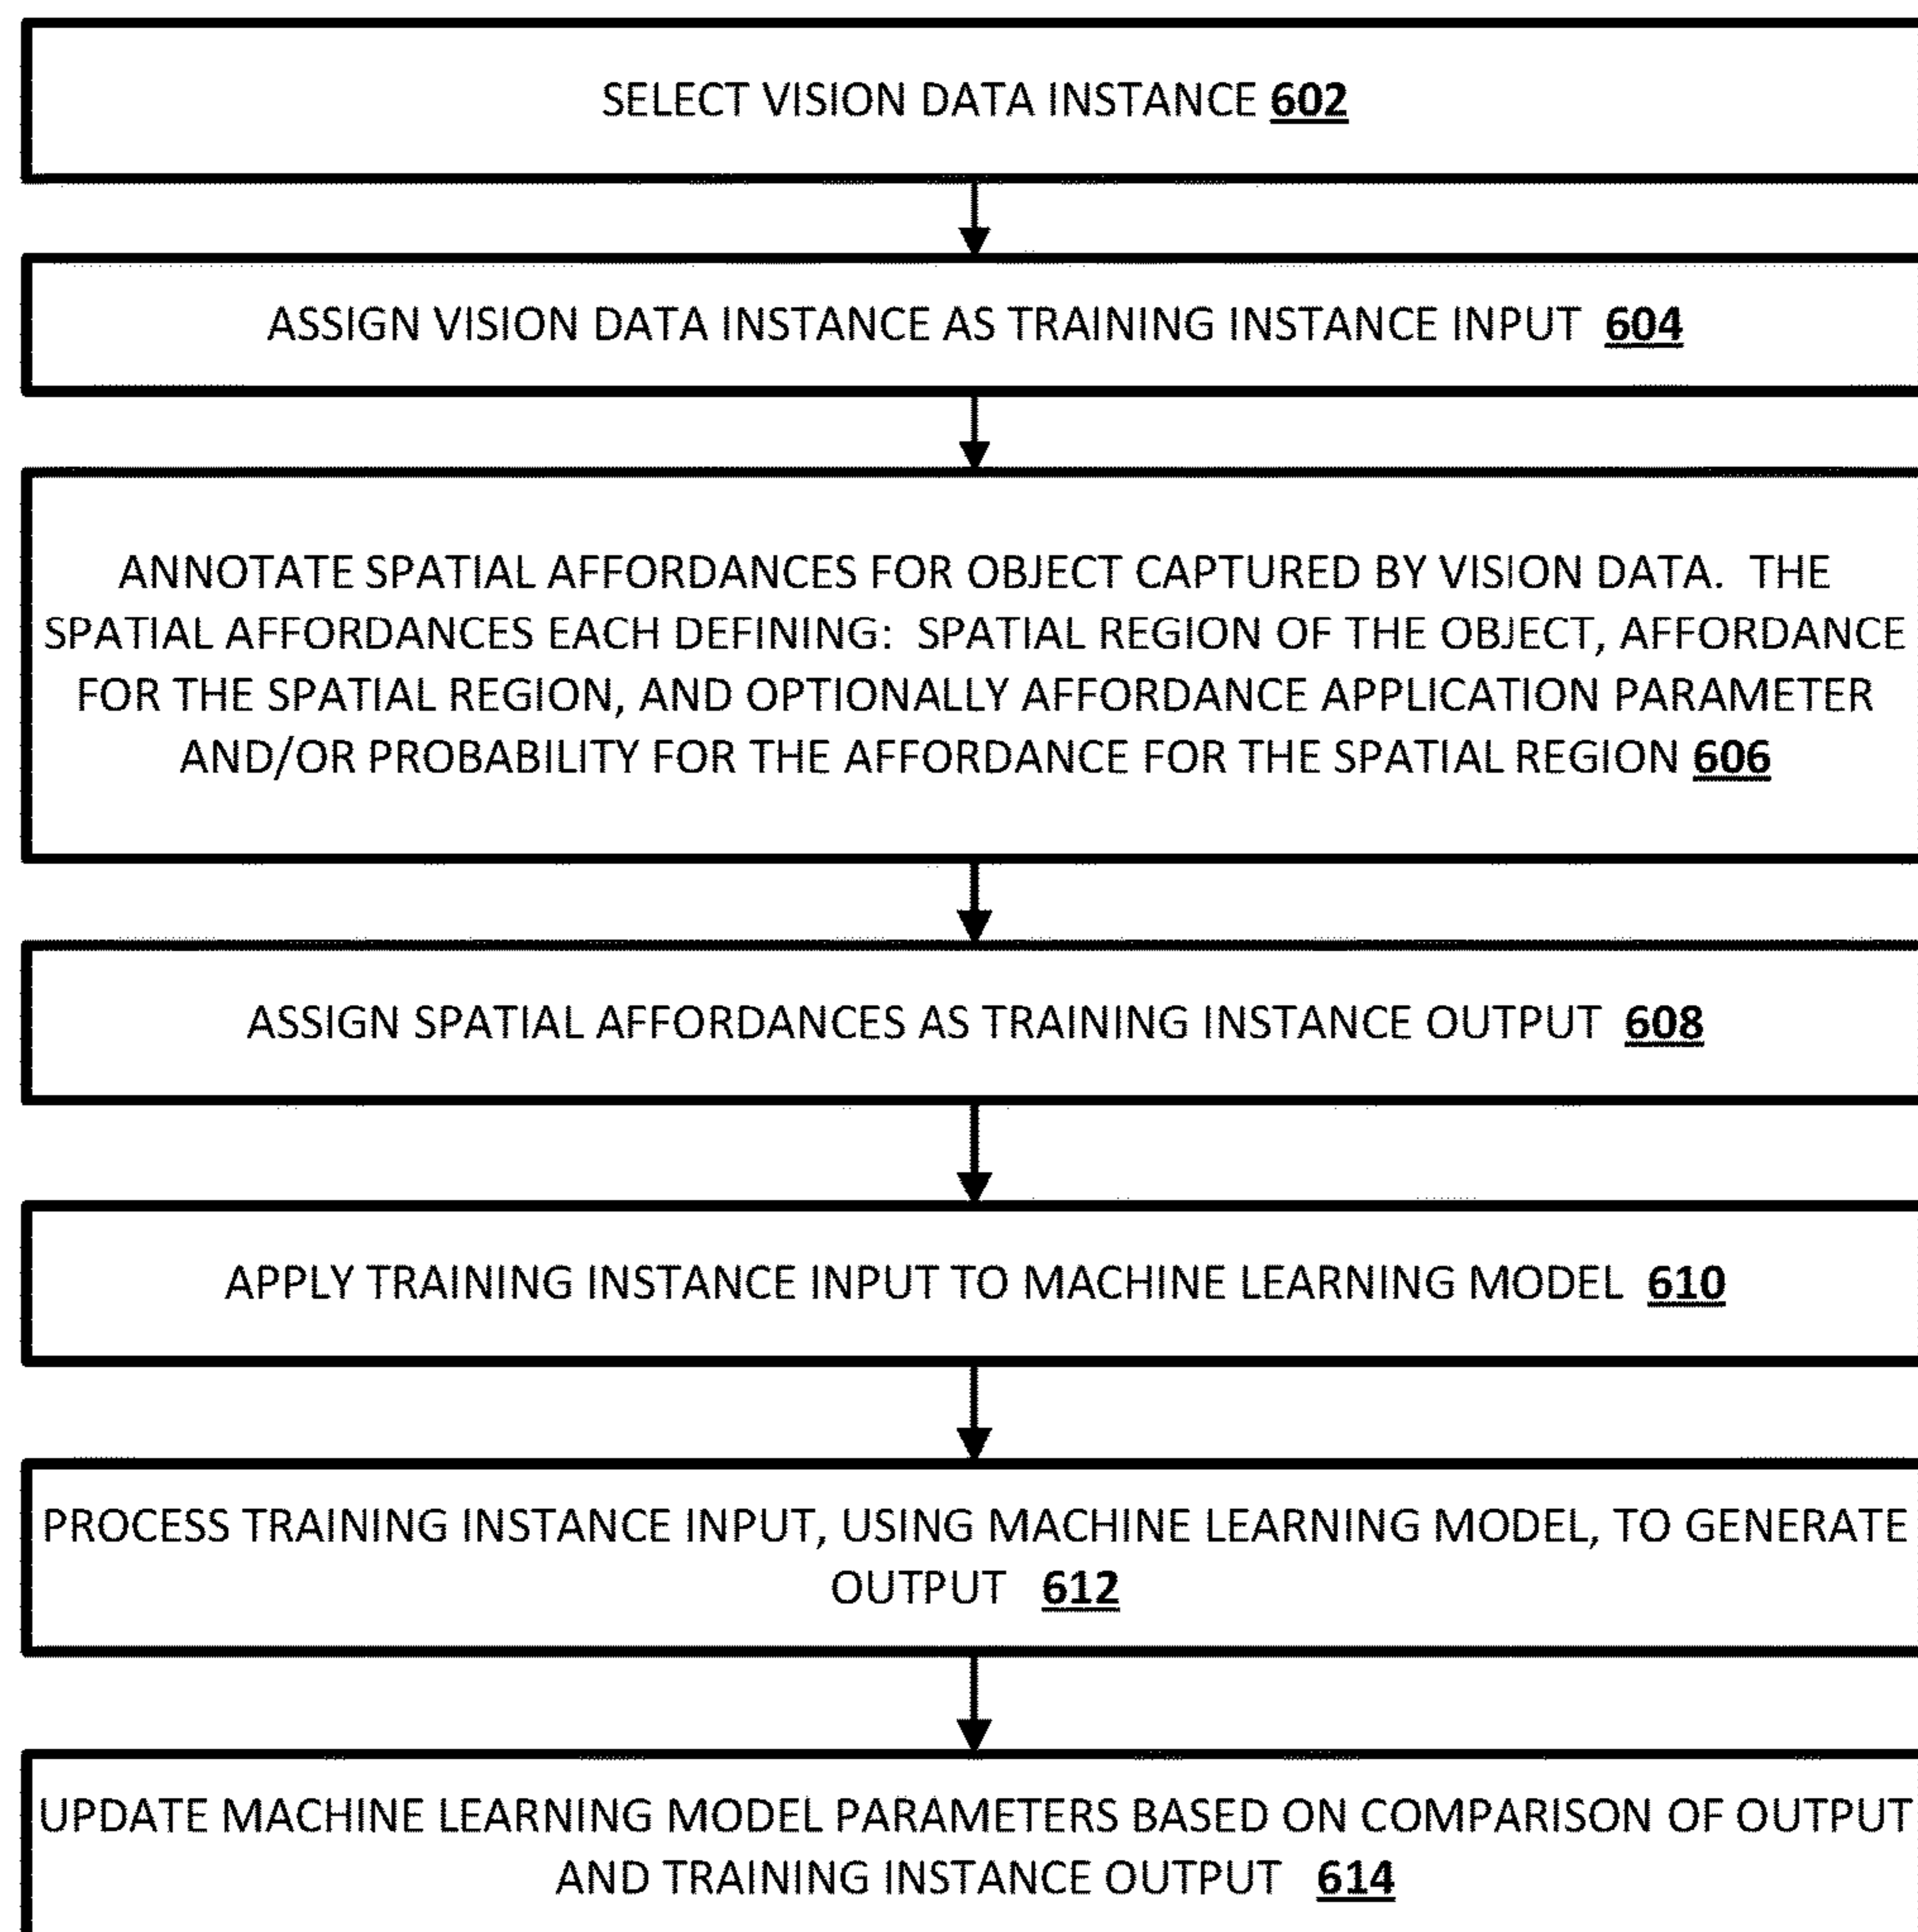 SELECT VISION DATA INSTANCE 602
ASSIGN VISION DATA INSTANCE AS TRAINING INSTANCE INPUT 604
ANNOTATE SPATIAL AFFORDANCES FOR OBJECT CAPTURED BY VISION DATA. THE
SPATIAL AFFORDANCES EACH DEFINING: SPATIAL REGION OF THE OBJECT, AFFORDANCE
FOR THE SPATIAL REGION, AND OPTIONALLY AFFORDANCE APPLICATION PARAMETER
AND/OR PROBABILITY FOR THE AFFORDANCE FOR THE SPATIAL REGION 606
ASSIGN SPATIAL AFFORDANCES AS TRAINING INSTANCE OUTPUT 608
APPLY TRAINING INSTANCE INPUT TO MACHINE LEARNING MODEL 610
PROCESS TRAINING INSTANCE INPUT, USING MACHINE LEARNING MODEL, TO GENERATE
OUTPUT 612
UPDATE MACHINE LEARNING MODEL PARAMETERS BASED ON COMPARISON OF OUTPUT
AND TRAINING INSTANCE OUTPUT 614